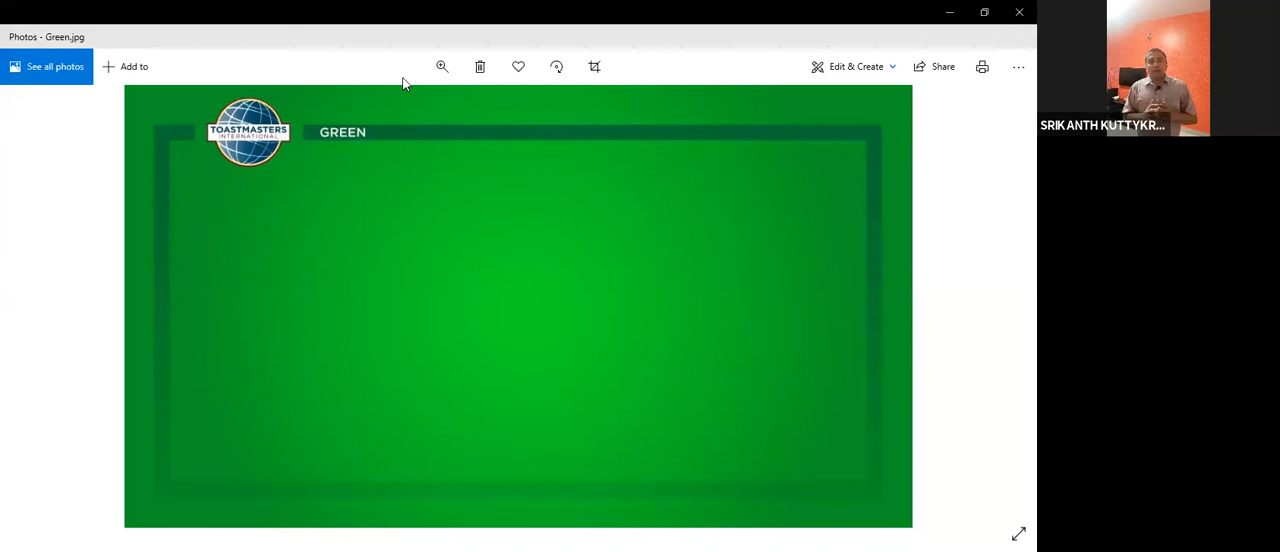 Photos - Green.jpg
See all photos
Add to
Edit & Create
Share
TOASTMASTERS
INTERNATIONAL
GREEN
SRIKANTH KUTTYKR...